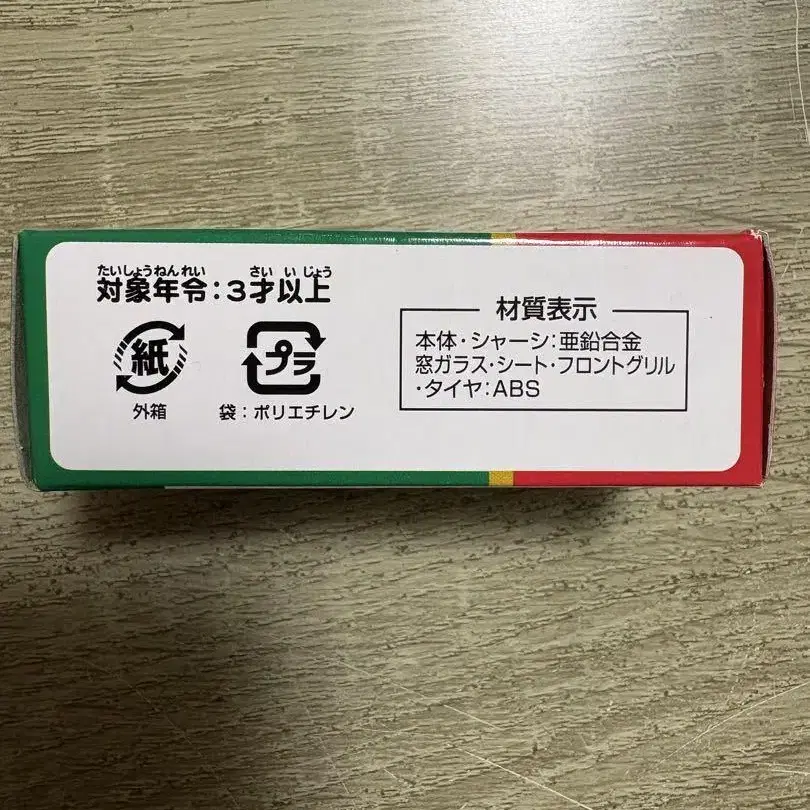 たいしょうねんれい さい い じょう
対象年令：3才以上
紙
外箱
プラ
袋：ポリエチレン
材質表示
本体・シャーシ：亜鉛合金
窓ガラス・シート・フロントグリル
・タイヤ：ABS